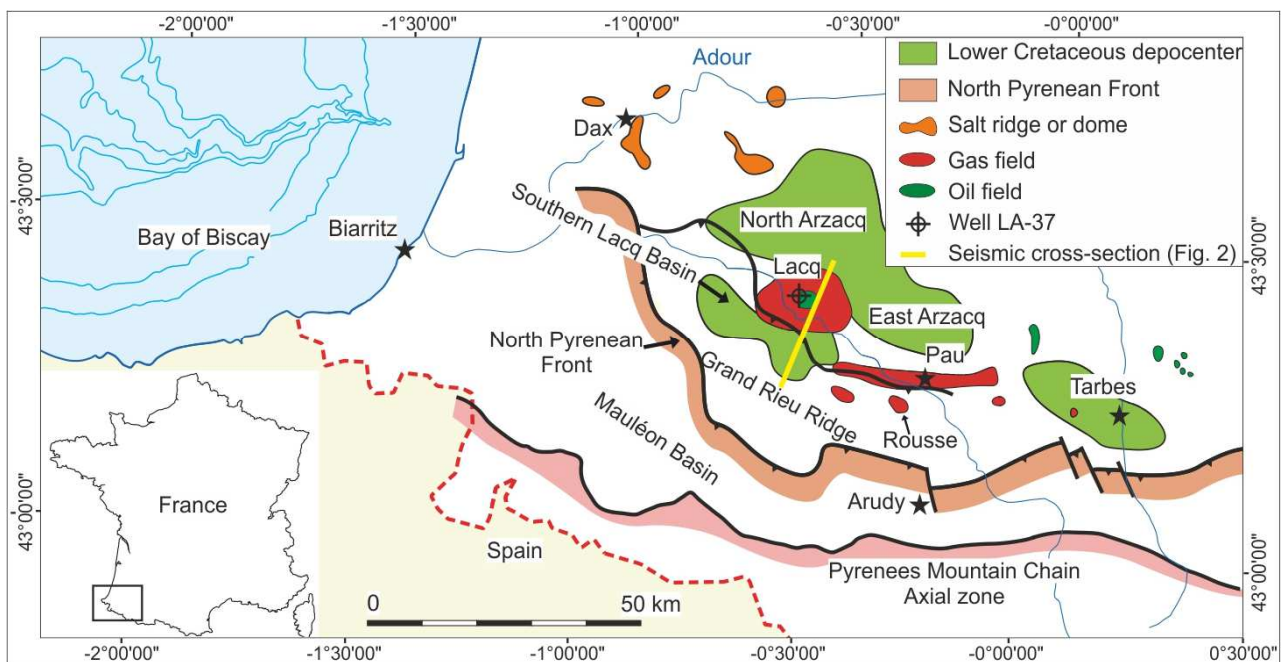 -2°00'00" -1°30'00" -1°00'00" -0°30'00" -0°00'00"
Adour
Lower Cretaceous depocenter
North Pyrenean Front
Salt ridge or dome
Gas field
Oil field
Well LA-37
Seismic cross-section (Fig. 2)
Dax
43°30'00"
43°30'00"
Southern Lacq Basin
North Arzacq
Bay of Biscay
Biarritz
Lacq
East Arzacq
North Pyrenean
Front
Pau
Grand Rieu Ridge
Tarbes
Mauléon Basin
Rousse
France
Arudy
43°00'00"
43°00'00"
Spain
Pyrenees Mountain Chain
Axial zone
0 50 km
-2°00'00" -1°30'00" -1°00'00" -0°30'00" -0°00'00" 0°30'00"